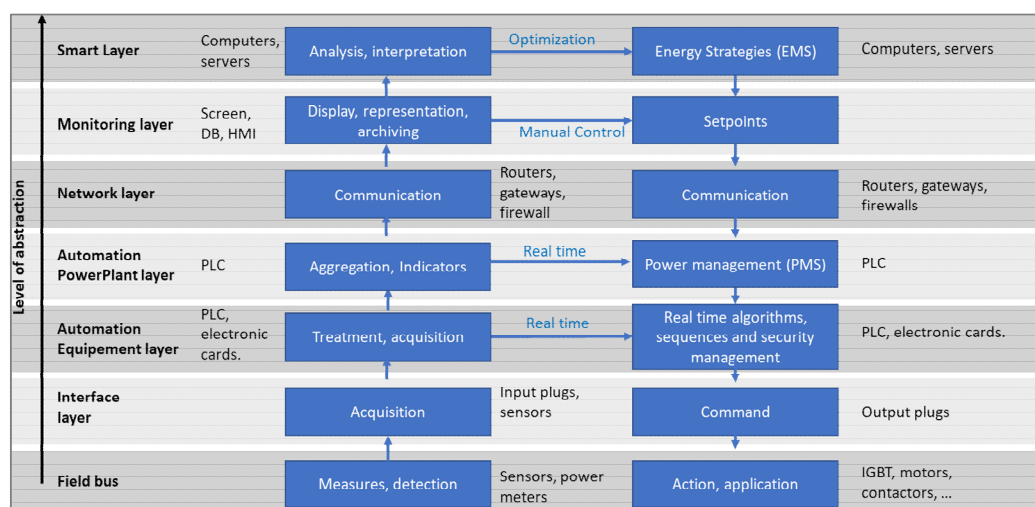 Level of abstraction
Smart Layer
Computers,
servers
Analysis, interpretation
Optimization
Energy Strategies (EMS)
Computers, servers
Monitoring layer
Screen,
DB, HMI
Display, representation,
archiving
Manual Control
Setpoints
Network layer
Communication
Routers,
gateways,
firewall
Communication
Routers, gateways,
firewalls
Automation
PowerPlant layer
PLC
Aggregation, Indicators
Real time
Power management (PMS)
PLC
Automation
Equipement layer
PLC,
electronic
cards.
Treatment, acquisition
Real time
Real time algorithms,
sequences and security
management
PLC, electronic cards.
Interface
layer
Acquisition
Input plugs,
sensors
Command
Output plugs
Field bus
Measures, detection
Sensors, power
meters
Action, application
IGBT, motors,
contactors, ...